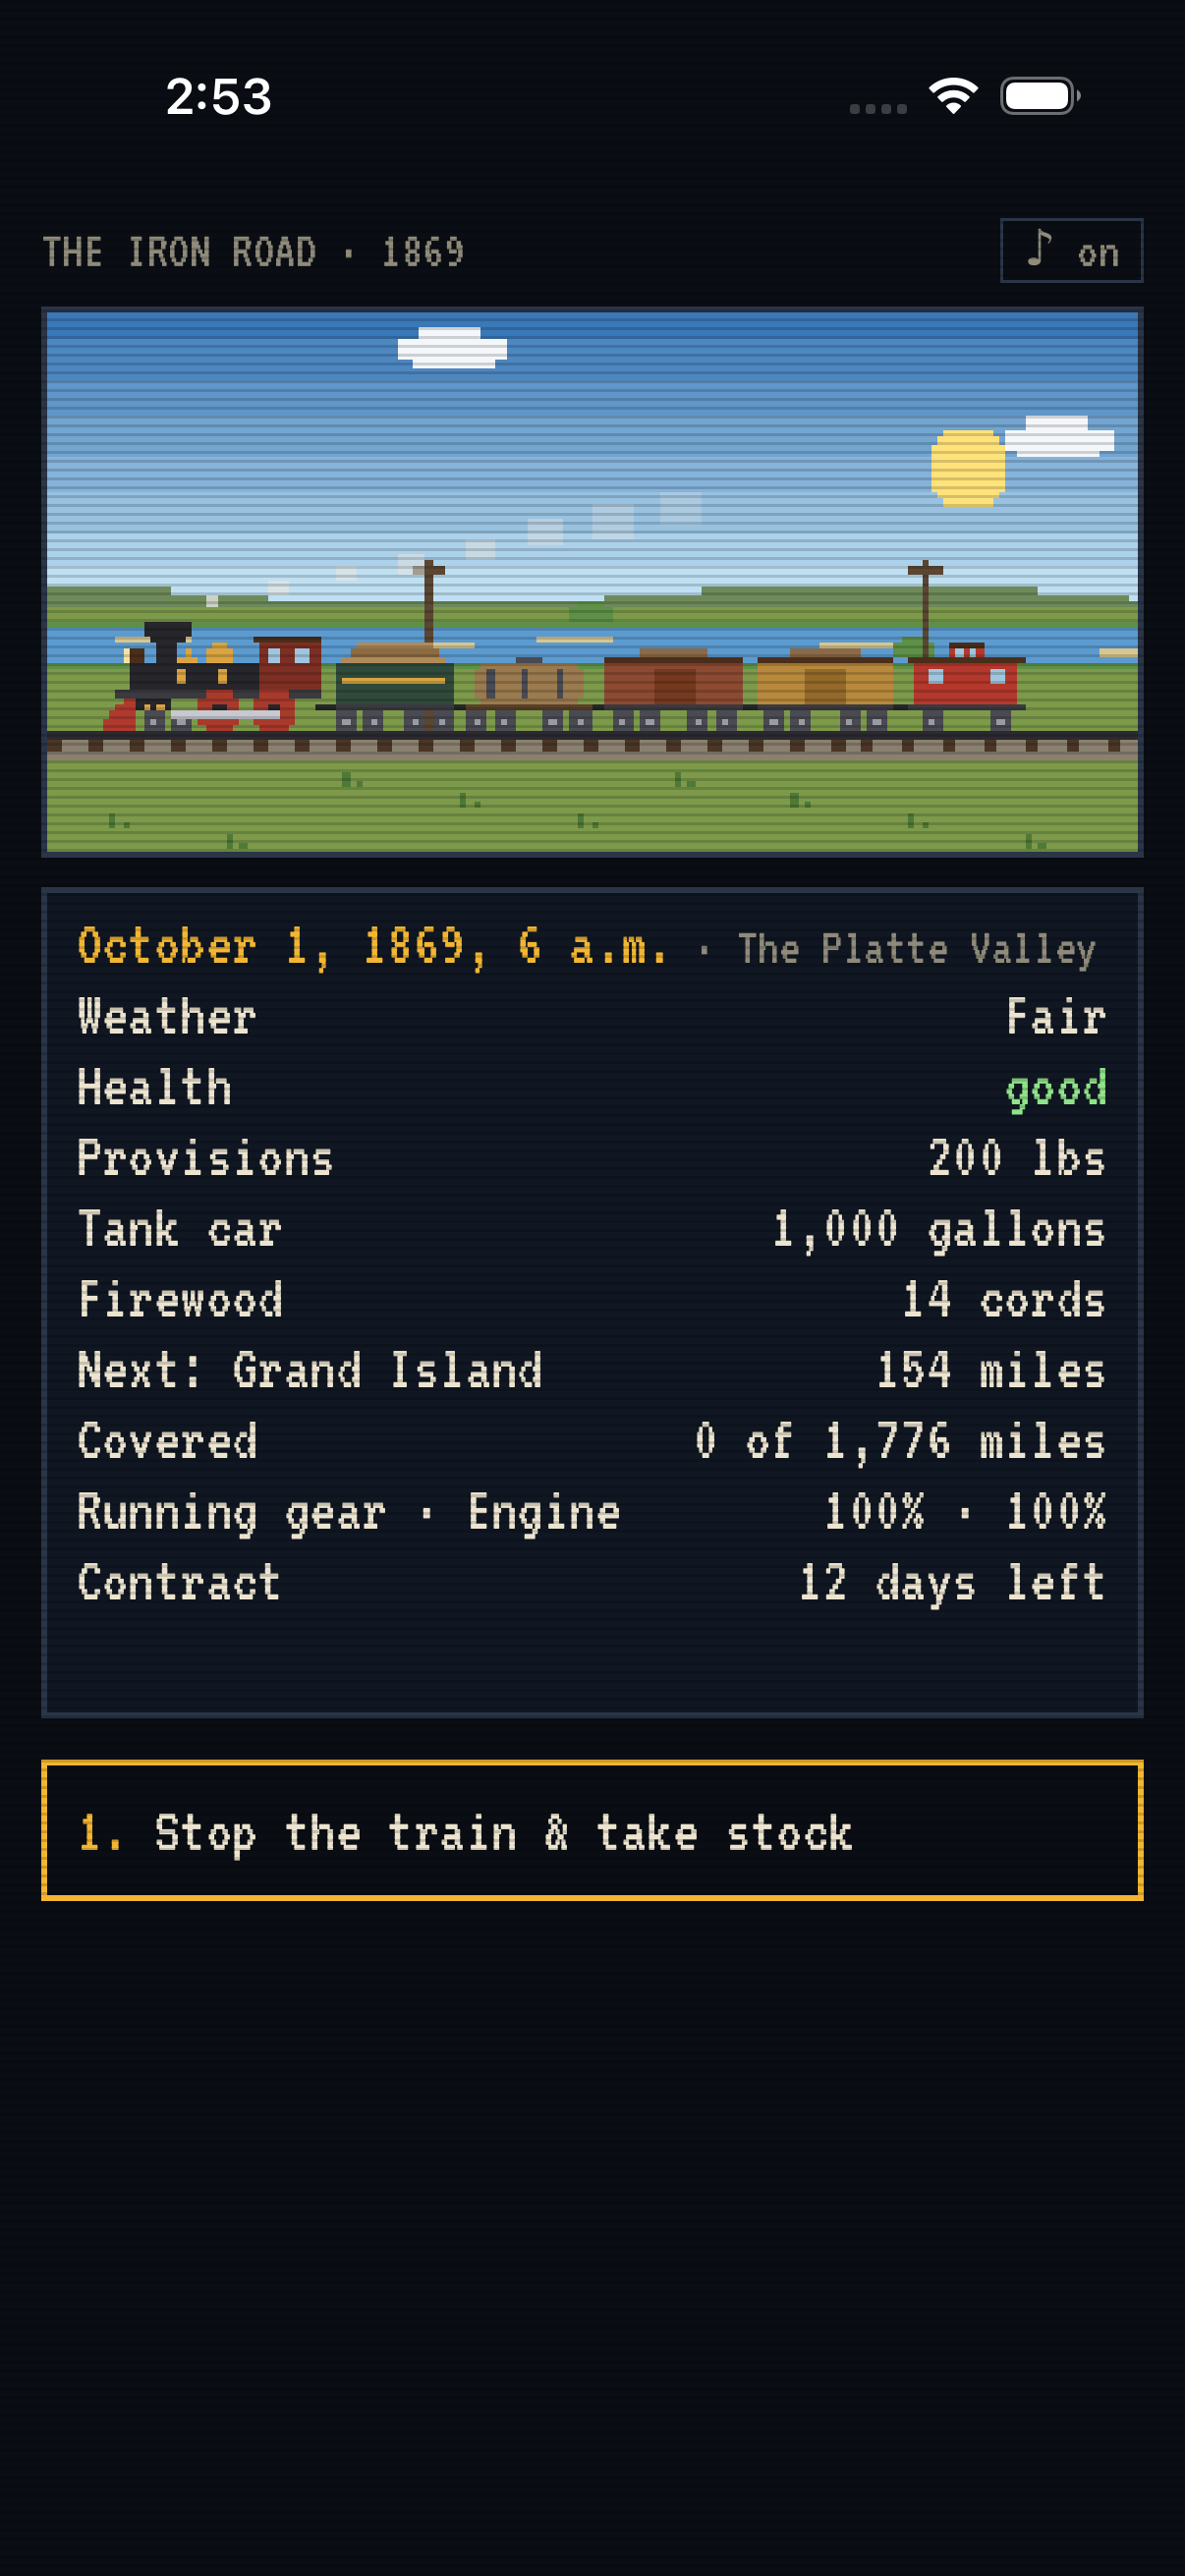 2:53
THE IRON ROAD · 1869
♪ on
October 1, 1869, 6 a.m. · The Platte Valley
Weather Fair
Health good
Provisions 200 lbs
Tank car 1,000 gallons
Firewood 14 cords
Next: Grand Island 154 miles
Covered 0 of 1,776 miles
Running gear · Engine 100% · 100%
Contract 12 days left
1. Stop the train & take stock